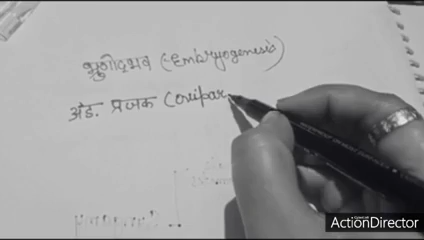 भ्रूणोद्भव (:Embryogenesis)
अंड. प्रजक (ovipar
ActionDirector